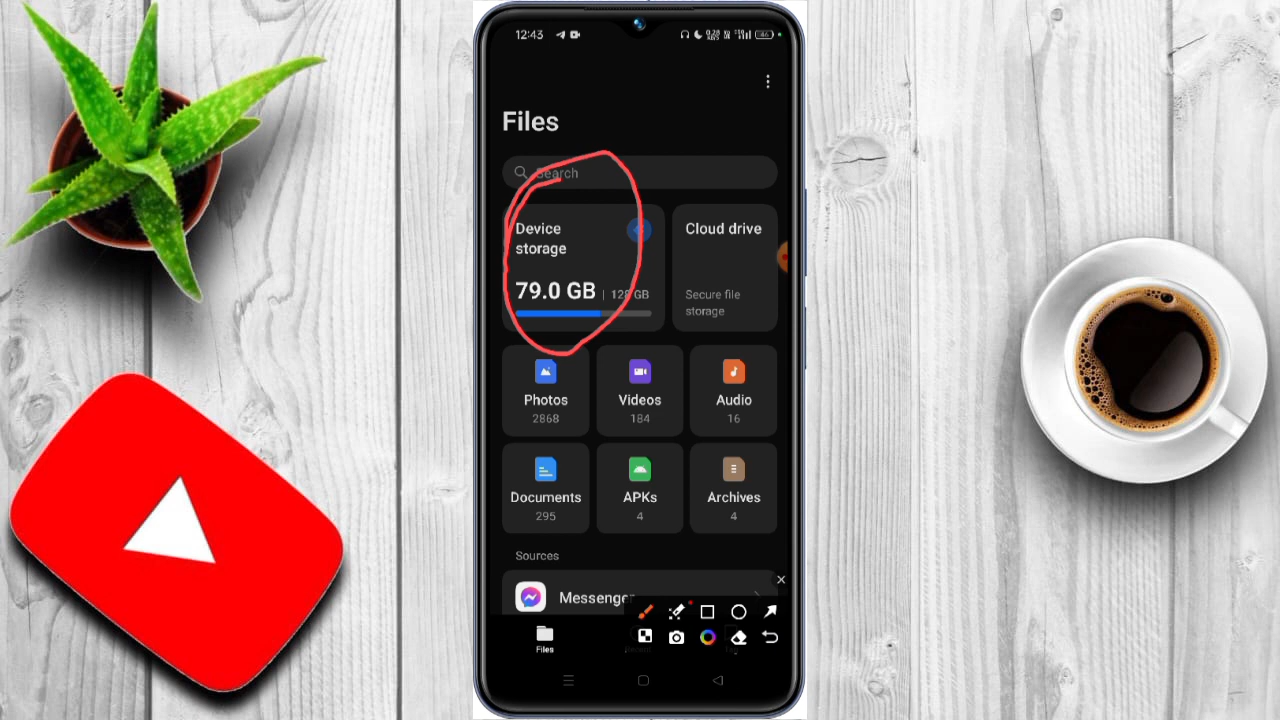 12:43
Files
Search
Device storage
79.0 GB | 128 GB
Cloud drive
Secure file storage
Photos
2868
Videos
184
Audio
16
Documents
295
APKs
4
Archives
4
Sources
Messenger
Files